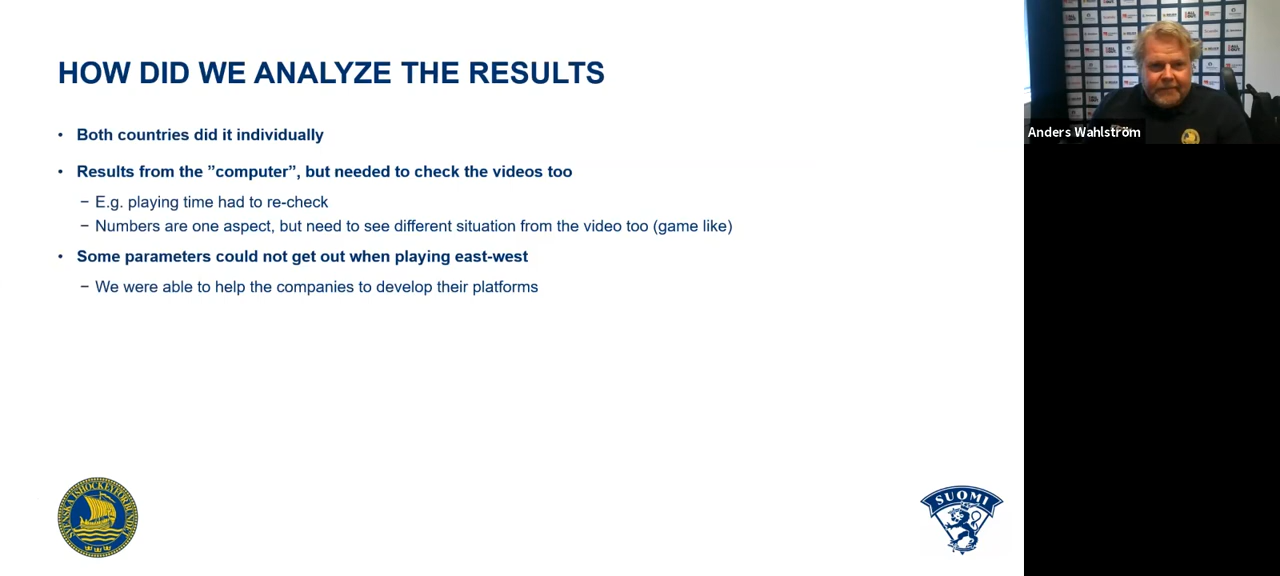 HOW DID WE ANALYZE THE RESULTS
• Both countries did it individually
• Results from the ”computer”, but needed to check the videos too
− E.g. playing time had to re-check
− Numbers are one aspect, but need to see different situation from the video too (game like)
• Some parameters could not get out when playing east-west
− We were able to help the companies to develop their platforms
SVENSKA ISHOCKEYFÖRBUNDET
SUOMI
Anders Wahlström